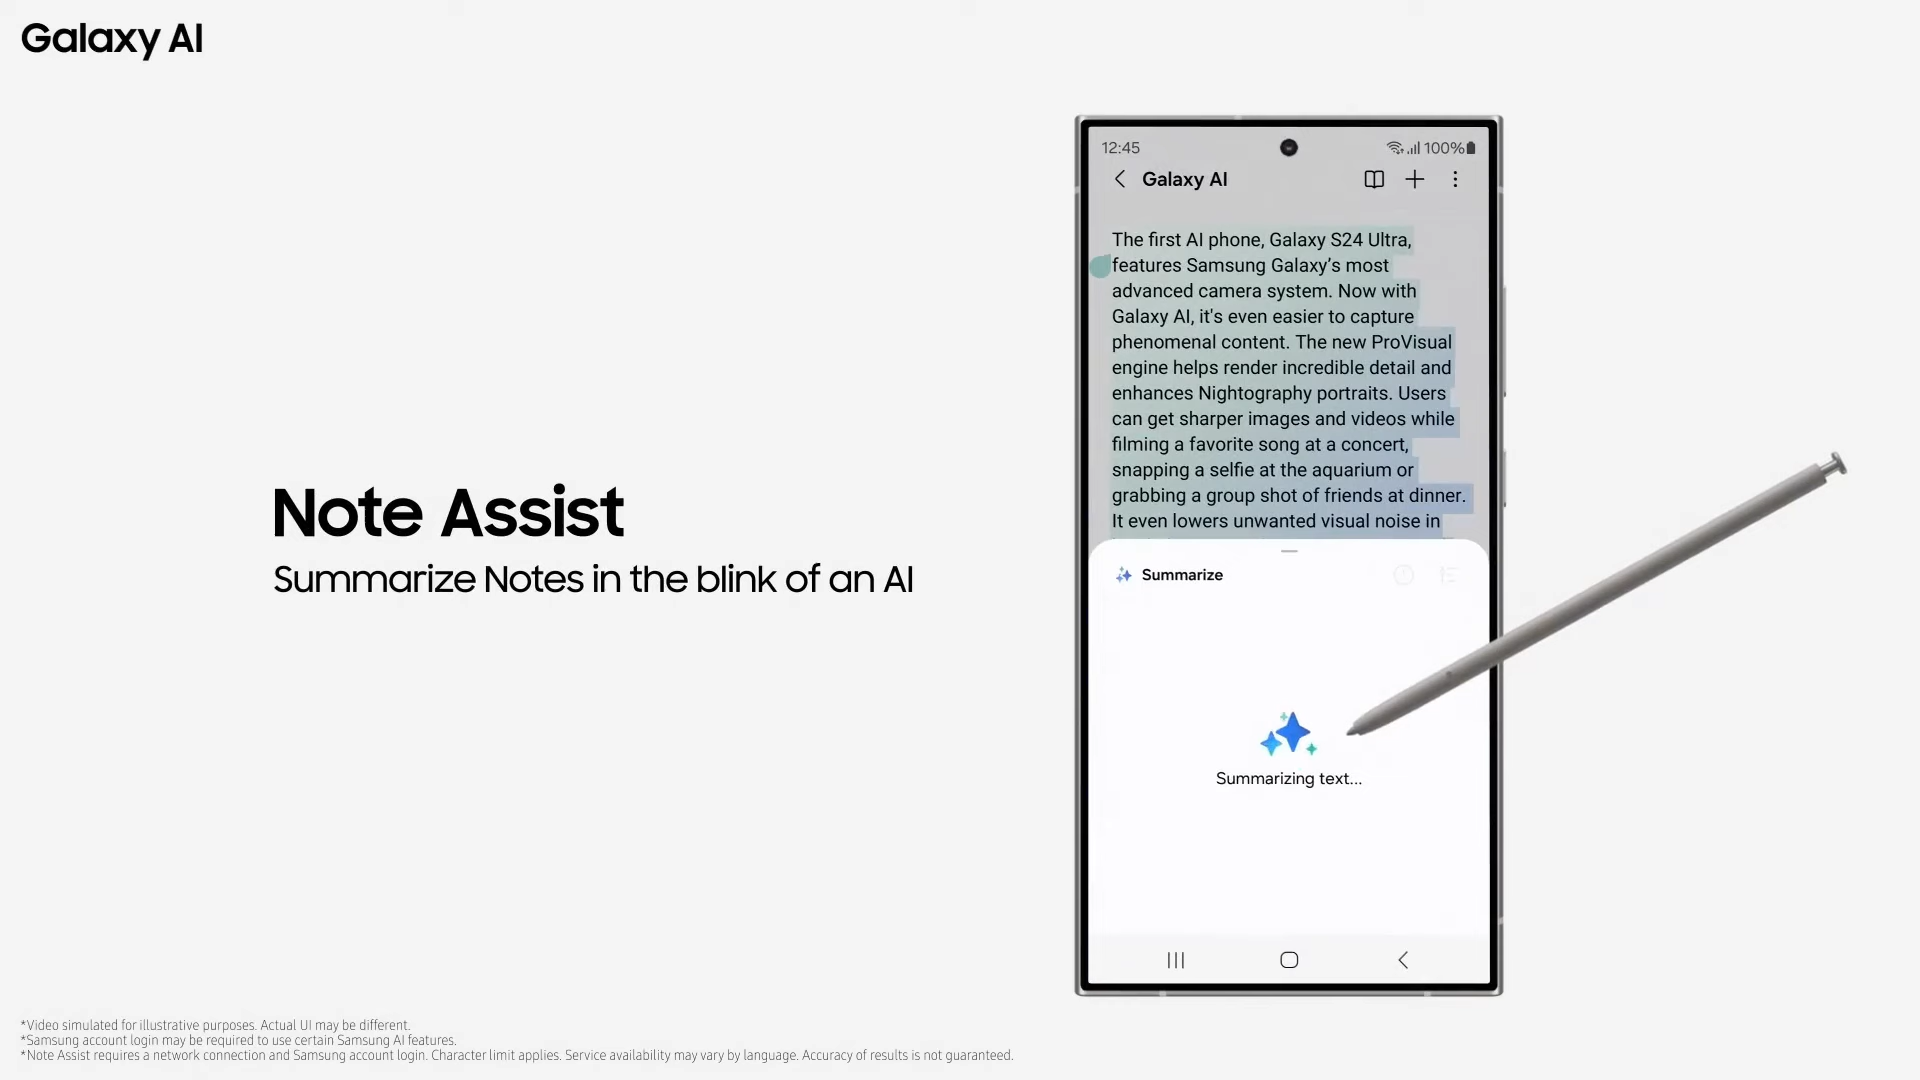 Galaxy AI
Note Assist
Summarize Notes in the blink of an AI
12:45
100%
Galaxy AI
The first AI phone, Galaxy S24 Ultra,
features Samsung Galaxy’s most
advanced camera system. Now with
Galaxy AI, it's even easier to capture
phenomenal content. The new ProVisual
engine helps render incredible detail and
enhances Nightography portraits. Users
can get sharper images and videos while
filming a favorite song at a concert,
snapping a selfie at the aquarium or
grabbing a group shot of friends at dinner.
It even lowers unwanted visual noise in
Summarize
Summarizing text...
*Video simulated for illustrative purposes. Actual UI may be different.
*Samsung account login may be required to use certain Samsung AI features.
*Note Assist requires a network connection and Samsung account login. Character limit applies. Service availability may vary by language. Accuracy of results is not guaranteed.